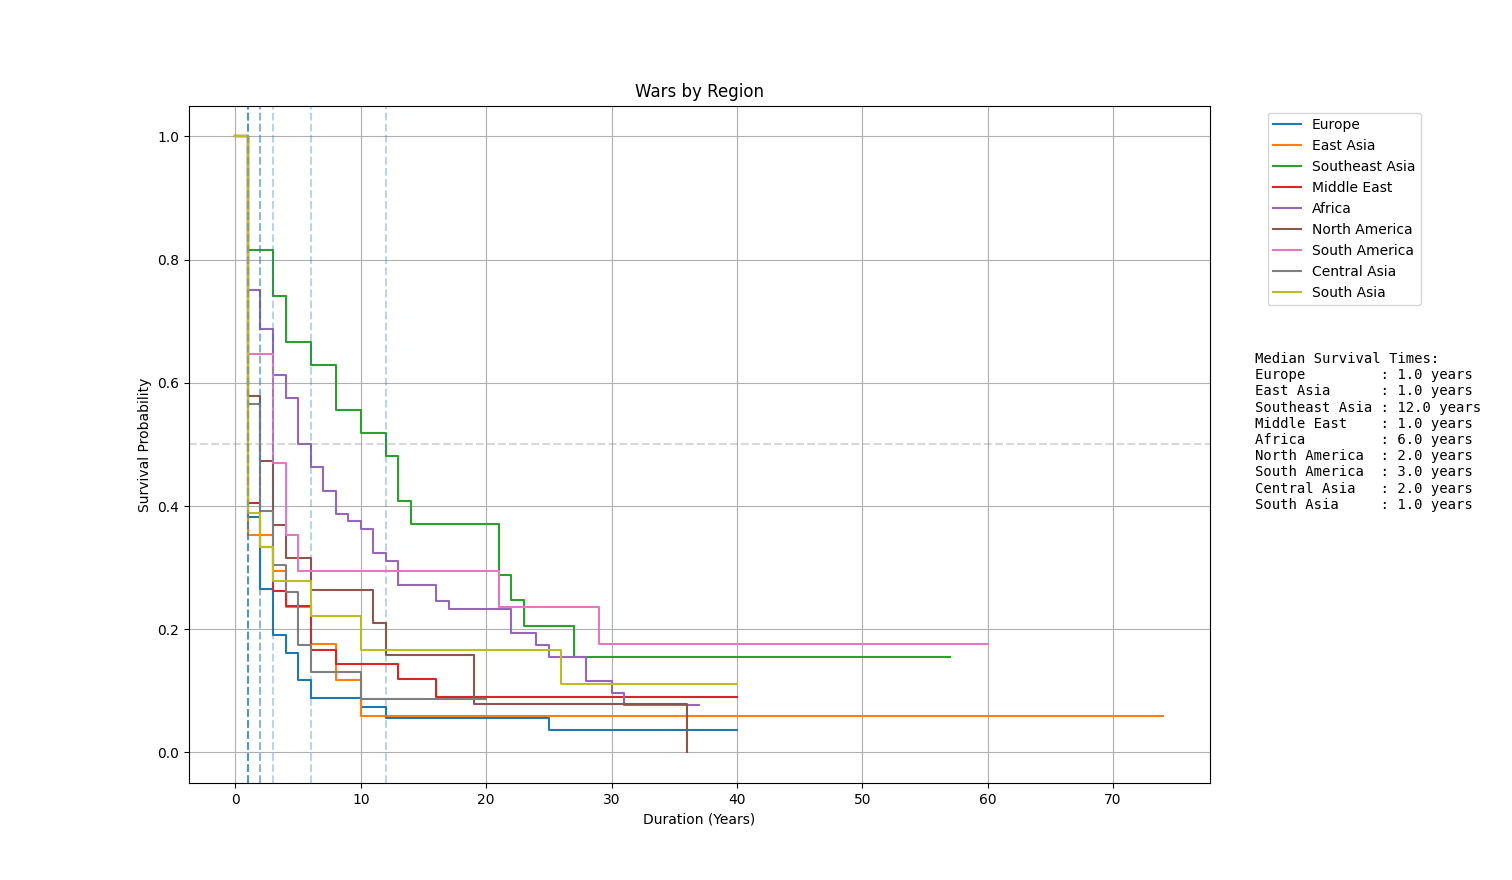 Wars by Region
1.0
0.8
0.6
0.4
0.2
0.0
Survival Probability
0 10 20 30 40 50 60 70
Duration (Years)
Europe
East Asia
Southeast Asia
Middle East
Africa
North America
South America
Central Asia
South Asia
Median Survival Times:
Europe         : 1.0 years
East Asia      : 1.0 years
Southeast Asia : 12.0 years
Middle East    : 1.0 years
Africa         : 6.0 years
North America  : 2.0 years
South America  : 3.0 years
Central Asia   : 2.0 years
South Asia     : 1.0 years